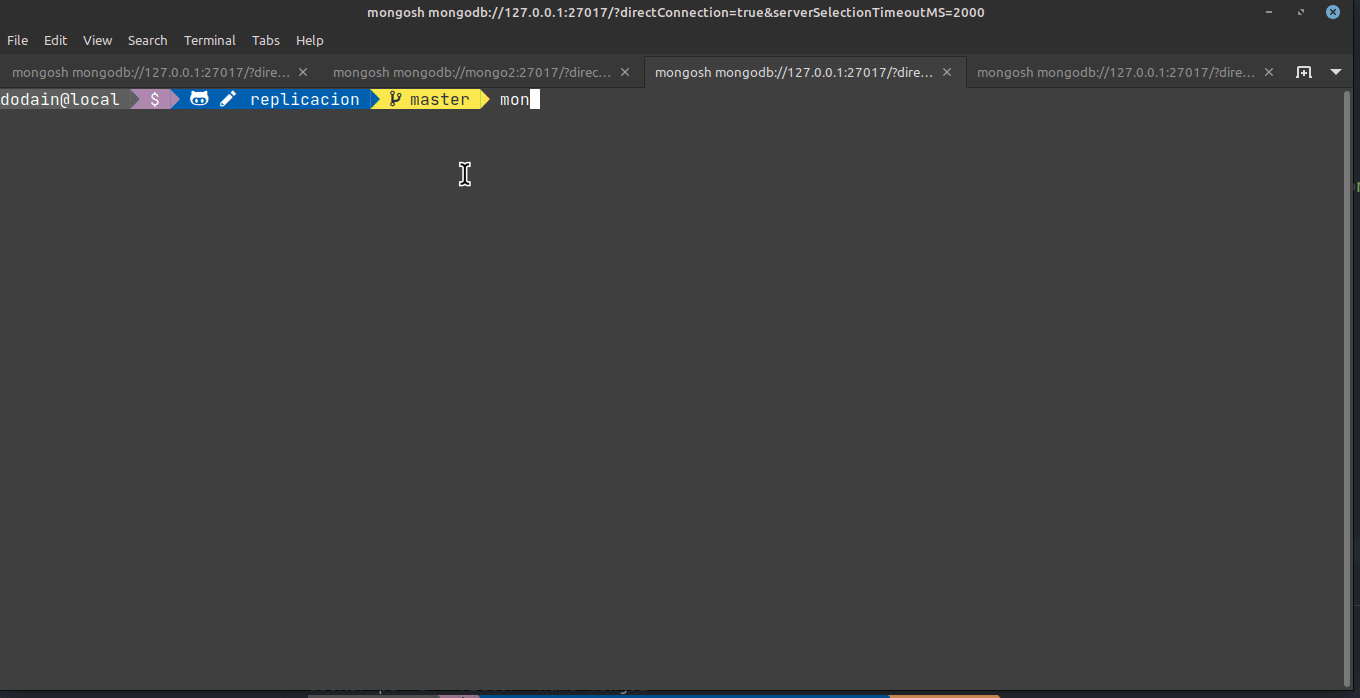 mongosh mongodb://127.0.0.1:27017/?directConnection=true&serverSelectionTimeoutMS=2000
File Edit View Search Terminal Tabs Help
mongosh mongodb://127.0.0.1:27017/?dire... mongosh mongodb://mongo2:27017/?direc... mongosh mongodb://127.0.0.1:27017/?dire... mongosh mongodb://127.0.0.1:27017/?dire...
dodain@local $ replicacion master mon